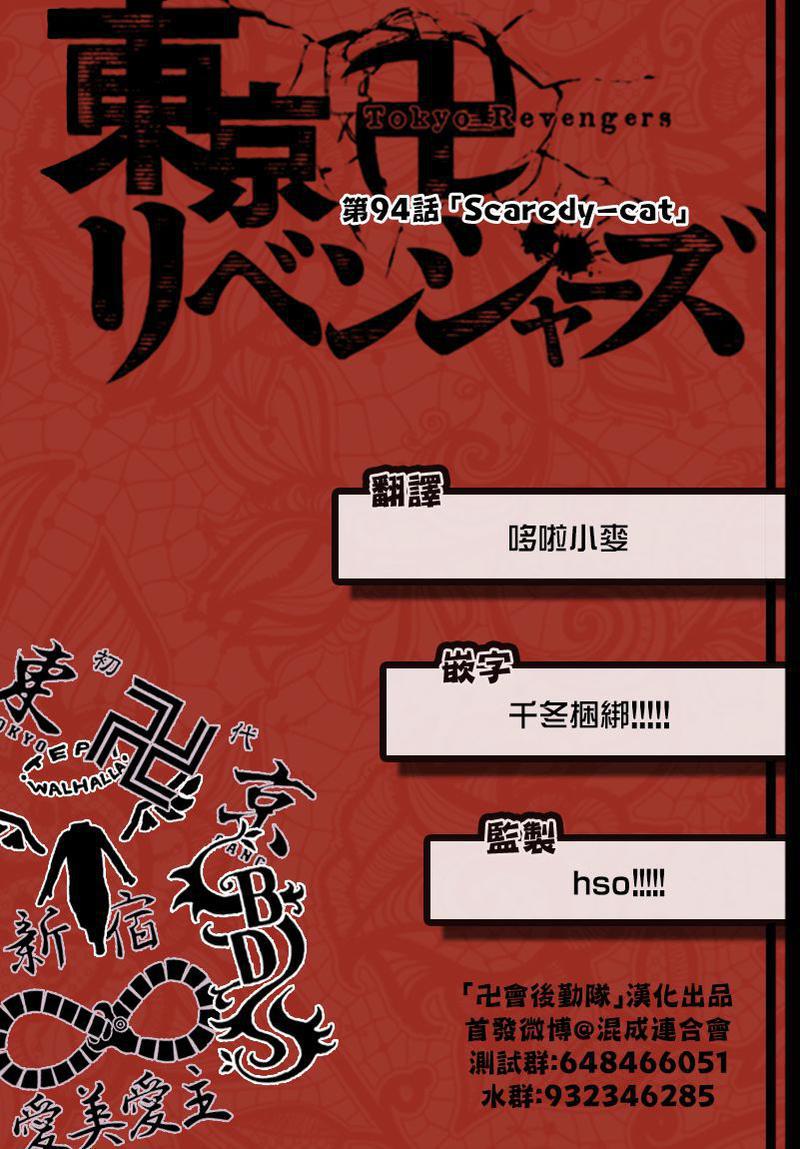 東京卍
Tokyo Revengers
第94話「Scaredy-cat」
リベンジャーズ
翻譯
哆啦小麥
嵌字
千冬捆綁!!!!!
監製
hso!!!!!
東
初
卍
代
TOKYO
WALHALLA
京
BD
新宿
愛美愛主
「卍會後勤隊」漢化出品
首發微博@混成連合會
測試群:648466051
水群:932346285